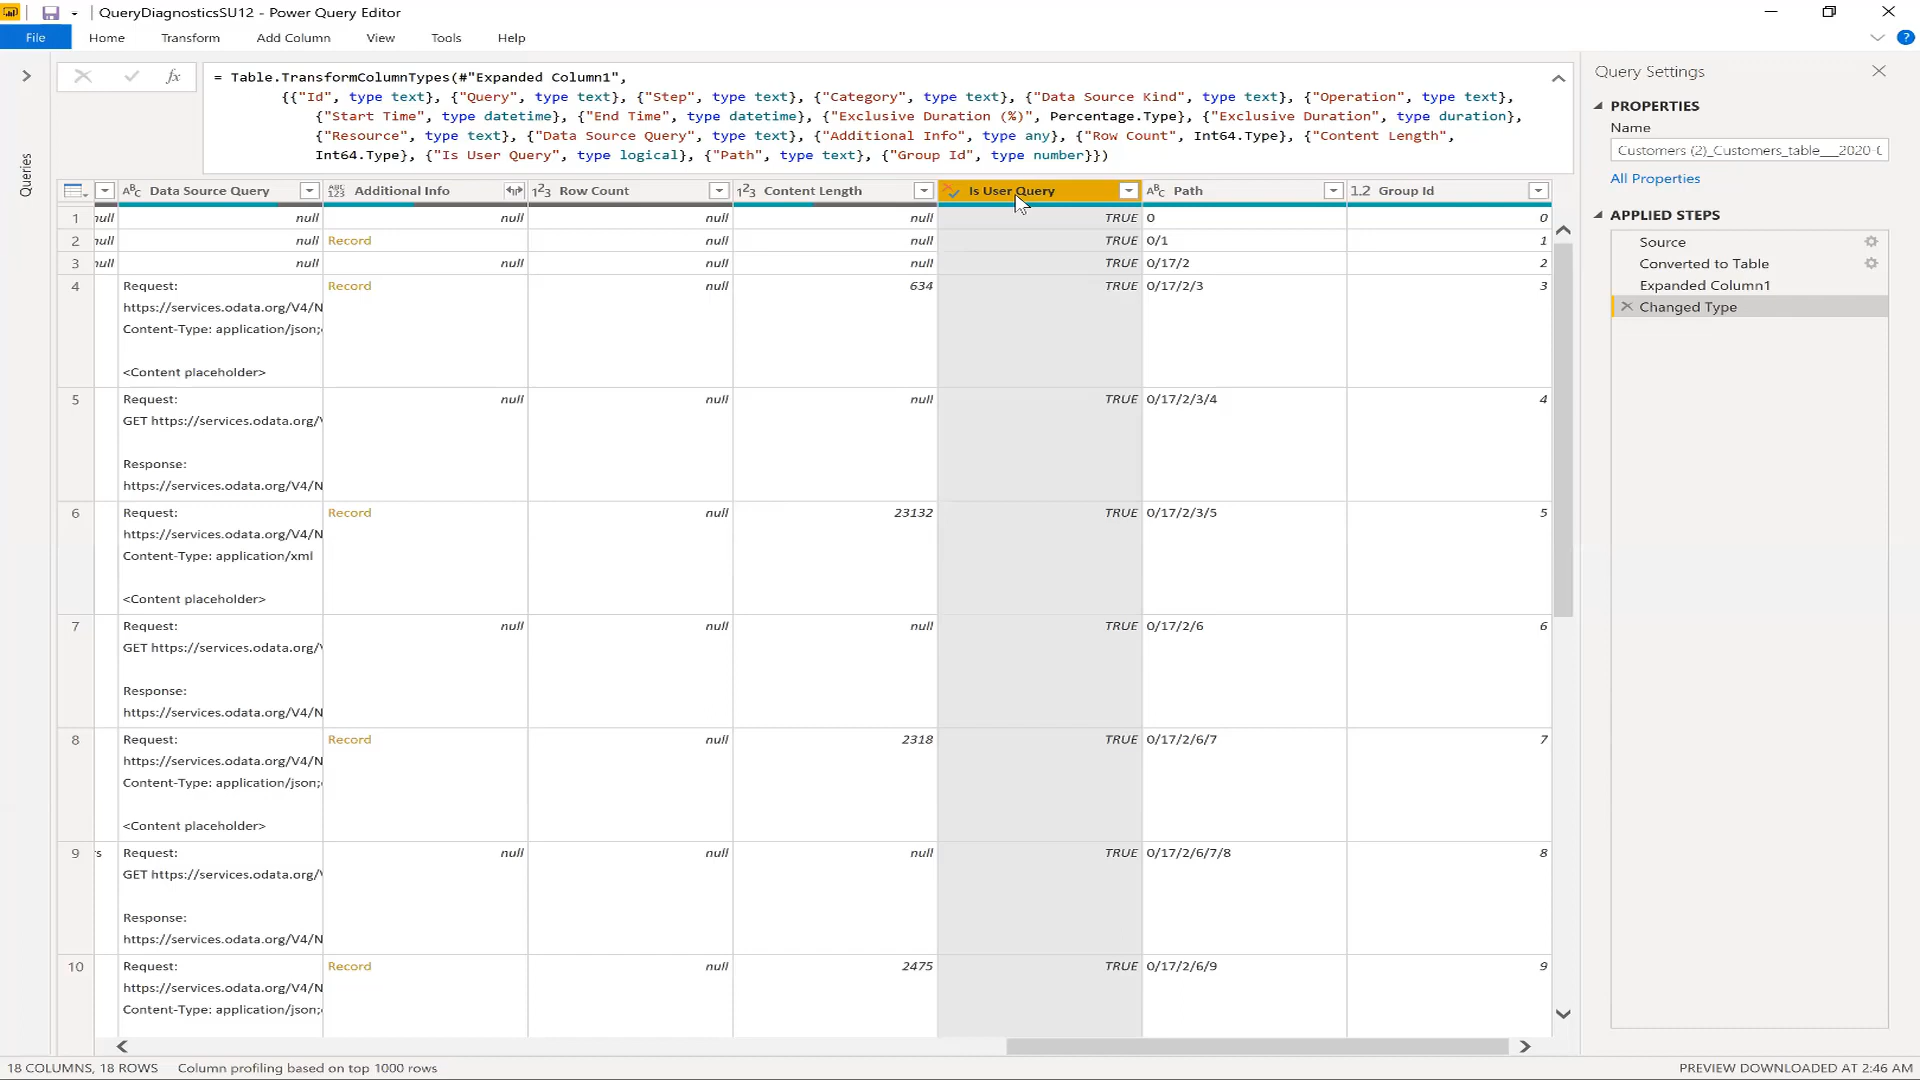 QueryDiagnosticsSU12 - Power Query Editor
File Home Transform Add Column View Tools Help
fx = Table.TransformColumnTypes(#"Expanded Column1",
{{"Id", type text}, {"Query", type text}, {"Step", type text}, {"Category", type text}, {"Data Source Kind", type text}, {"Operation", type text},
{"Start Time", type datetime}, {"End Time", type datetime}, {"Exclusive Duration (%)", Percentage.Type}, {"Exclusive Duration", type duration},
{"Resource", type text}, {"Data Source Query", type text}, {"Additional Info", type any}, {"Row Count", Int64.Type}, {"Content Length",
Int64.Type}, {"Is User Query", type logical}, {"Path", type text}, {"Group Id", type number}})
Queries
ABC Data Source Query ABC 123 Additional Info 123 Row Count 123 Content Length Is User Query ABC Path 1.2 Group Id
1 null null null null null TRUE 0 0
2 null null Record null null TRUE 0/1 1
3 null null null null null TRUE 0/17/2 2
4 Request: Record null 634 TRUE 0/17/2/3 3
https://services.odata.org/V4/N
Content-Type: application/json;
<Content placeholder>
5 Request: null null null TRUE 0/17/2/3/4 4
GET https://services.odata.org/
Response:
https://services.odata.org/V4/N
6 Request: Record null 23132 TRUE 0/17/2/3/5 5
https://services.odata.org/V4/N
Content-Type: application/xml
<Content placeholder>
7 Request: null null null TRUE 0/17/2/6 6
GET https://services.odata.org/
Response:
https://services.odata.org/V4/N
8 Request: Record null 2318 TRUE 0/17/2/6/7 7
https://services.odata.org/V4/N
Content-Type: application/json;
<Content placeholder>
9 s Request: null null null TRUE 0/17/2/6/7/8 8
GET https://services.odata.org/
Response:
https://services.odata.org/V4/N
10 Request: Record null 2475 TRUE 0/17/2/6/9 9
https://services.odata.org/V4/N
Content-Type: application/json;
Query Settings
PROPERTIES
Name
Customers (2)_Customers_table__2020-
All Properties
APPLIED STEPS
Source
Converted to Table
Expanded Column1
Changed Type
18 COLUMNS, 18 ROWS Column profiling based on top 1000 rows
PREVIEW DOWNLOADED AT 2:46 AM